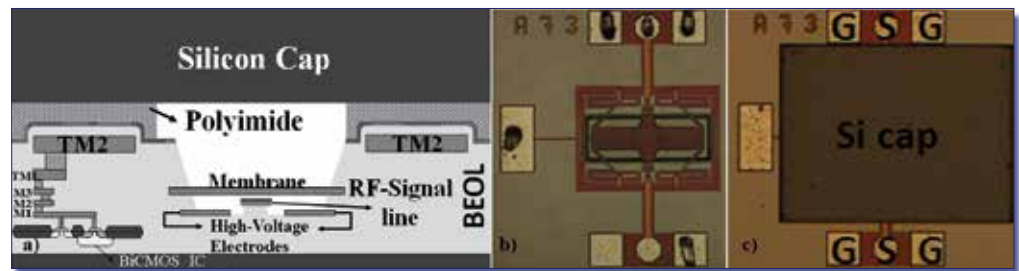 Silicon Cap
Polyimide
TM2
TM2
TM1
M3
M2
M1
Membrane
RF-Signal
line
High-Voltage
Electrodes
BEOL
BiCMOS IC
a)
A73
b)
A73
G S G
Si cap
G S G
c)